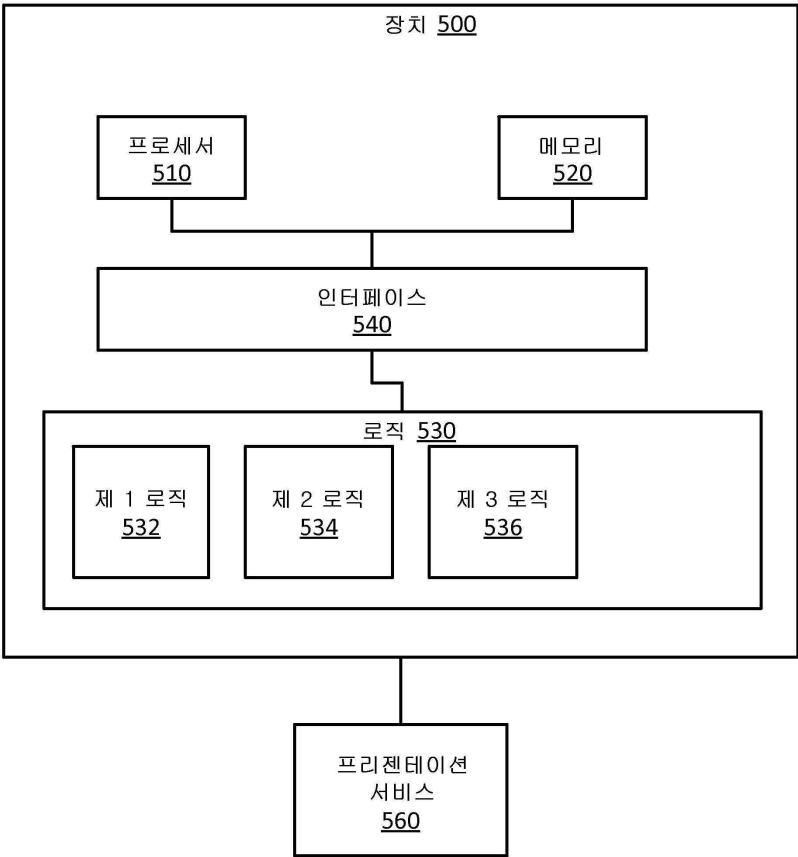 장치 500
프로세서
510
메모리
520
인터페이스
540
로직 530
제 1 로직
532
제 2 로직
534
제 3 로직
536
프리젠테이션
서비스
560